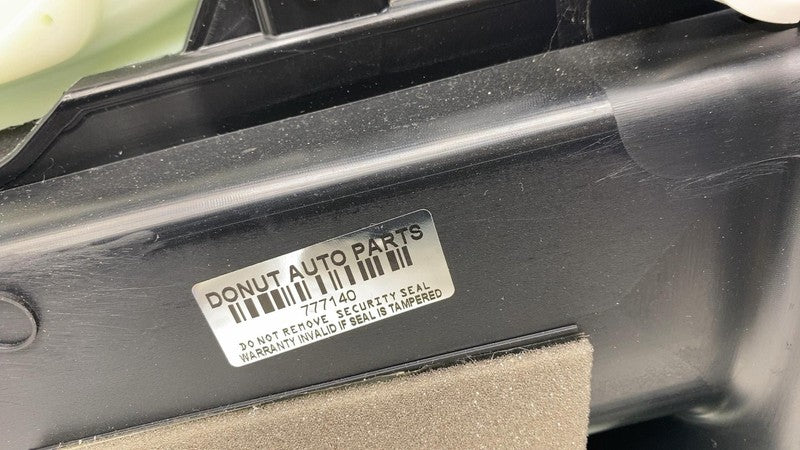 DONUT AUTO PARTS
777140
DO NOT REMOVE SECURITY SEAL
WARRANTY INVALID IF SEAL IS TAMPERED